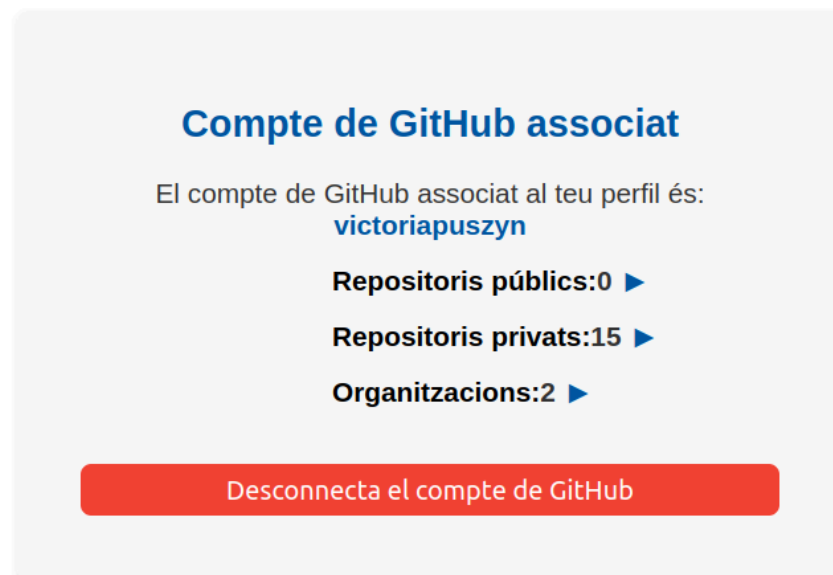 Compte de GitHub associat
El compte de GitHub associat al teu perfil és:
victoriapuszyn
Repositoris públics:0 ▶
Repositoris privats:15 ▶
Organitzacions:2 ▶
Desconnecta el compte de GitHub